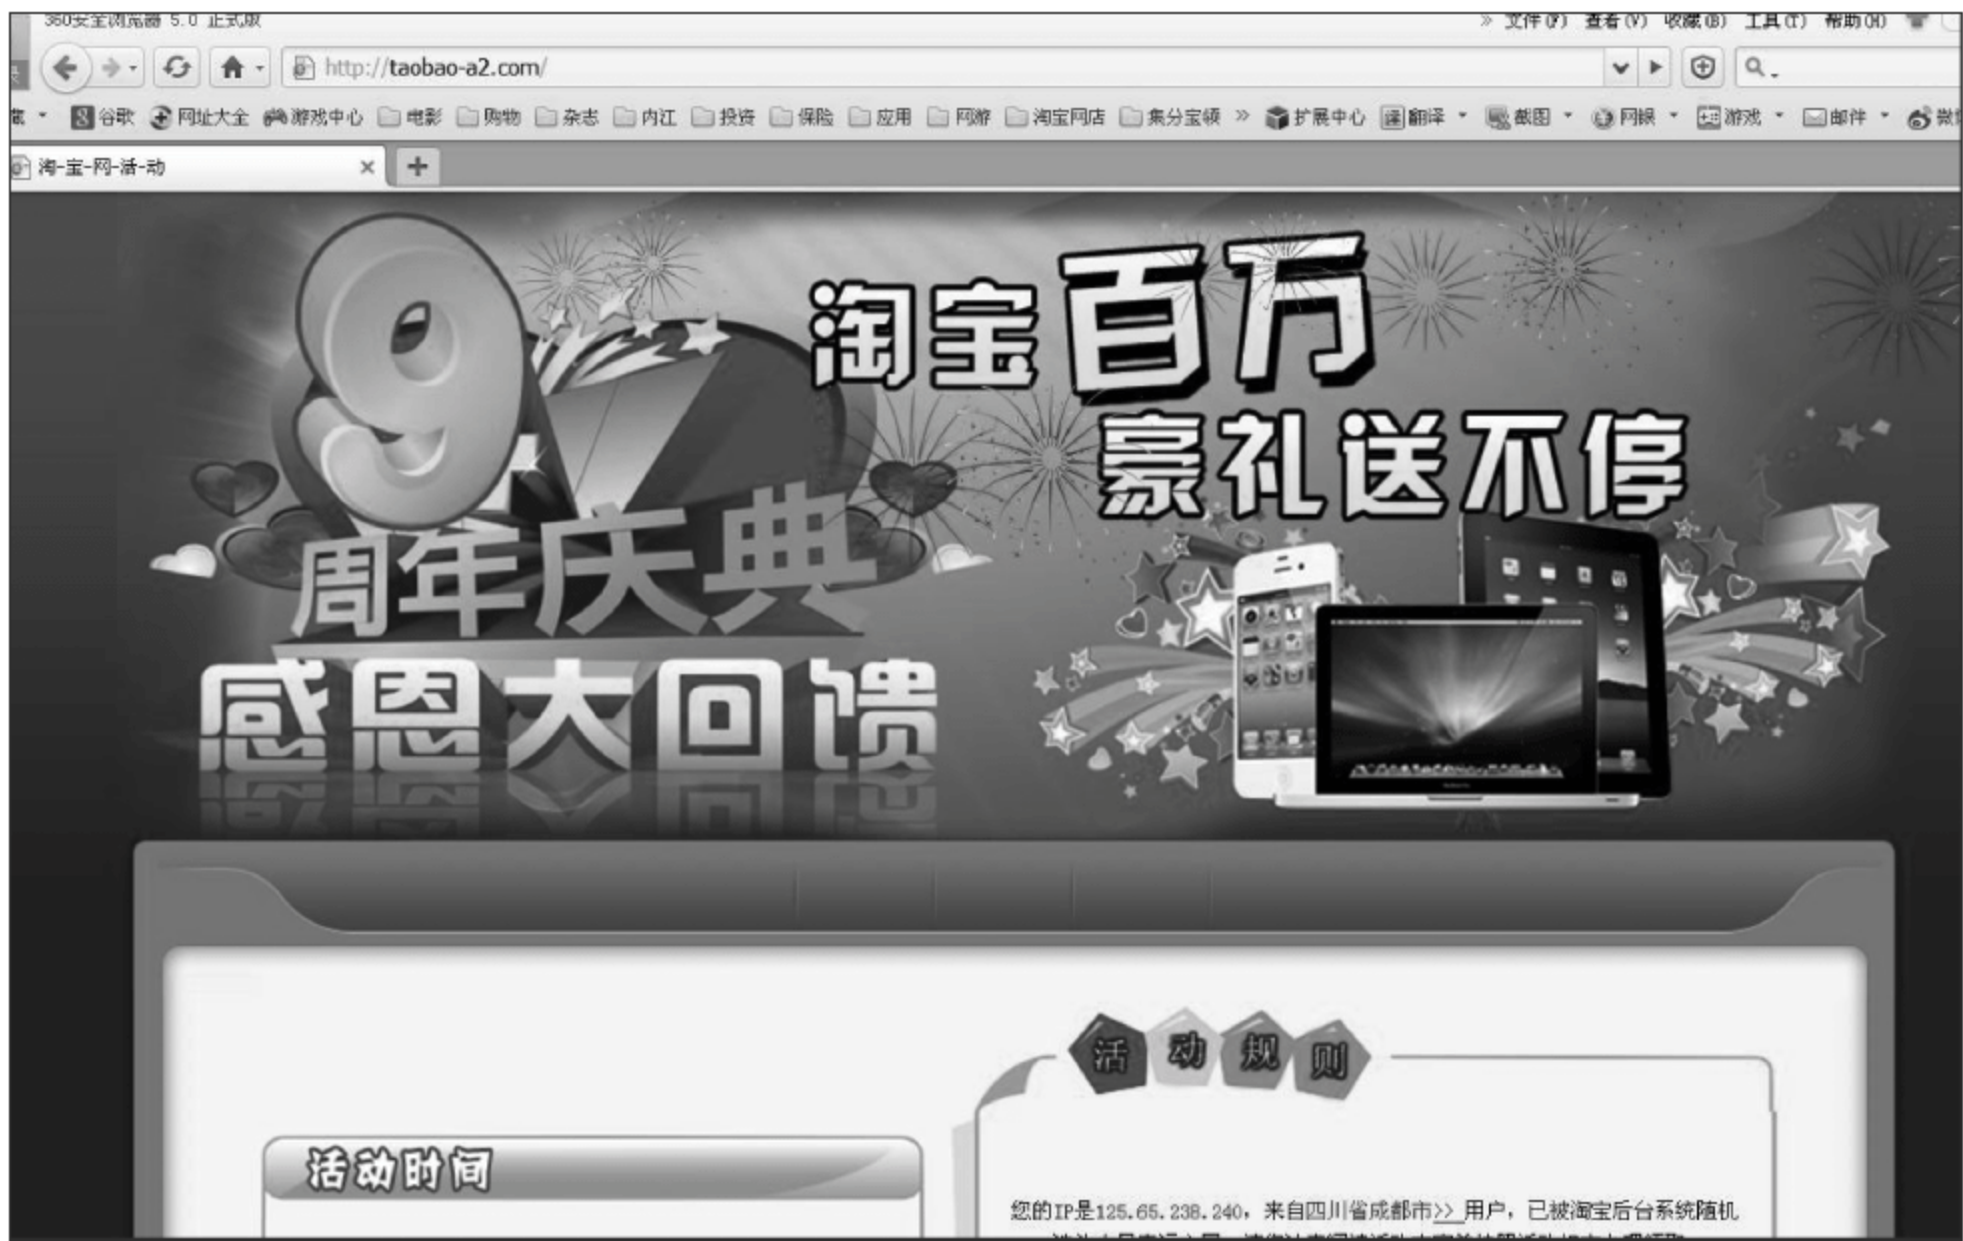 360安全浏览器 5.0 正式版
» 文件(F) 查看(V) 收藏(B) 工具(T) 帮助(H)
http://taobao-a2.com/
谷歌 网址大全 游戏中心 电影 购物 杂志 内江 投资 保险 应用 网游 淘宝网店 集分宝领 » 扩展中心 翻译 截图 网银 游戏 邮件
淘-宝-网-活-动
9
周年庆典
感恩大回馈
淘宝百万
豪礼送不停
活动规则
活动时间
您的IP是125.65.238.240，来自四川省成都市>> 用户，已被淘宝后台系统随机